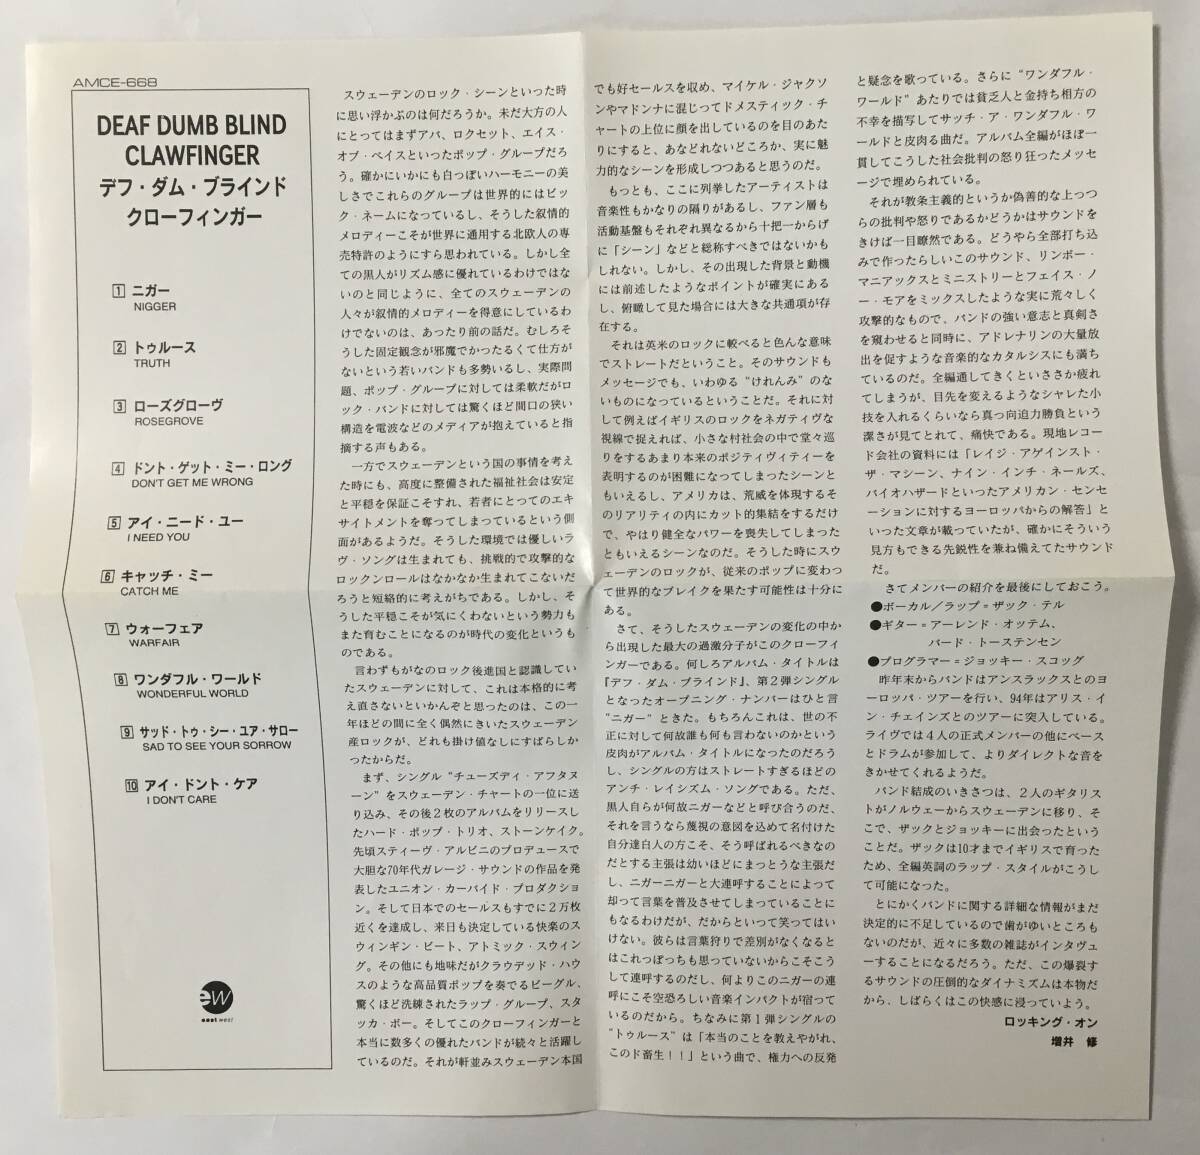 AMCE-668
DEAF DUMB BLIND
CLAWFINGER
デフ・ダム・ブラインド
クローフィンガー
1 ニガー
NIGGER
2 トゥルース
TRUTH
3 ローズグローヴ
ROSEGROVE
4 ドント・ゲット・ミー・ロング
DON'T GET ME WRONG
5 アイ・ニード・ユー
I NEED YOU
6 キャッチ・ミー
CATCH ME
7 ウォーフェア
WARFAIR
8 ワンダフル・ワールド
WONDERFUL WORLD
9 サッド・トゥ・シー・ユア・サロー
SAD TO SEE YOUR SORROW
10 アイ・ドント・ケア
I DON'T CARE
ew
east west
スウェーデンのロック・シーンといった時
に思い浮かぶのは何だろうか。未だ大方の人
にとってはまずアバ、ロクセット、エイス・
オブ・ベイスといったポップ・グループだろ
う。確かにいかにも白っぽいハーモニーの美
しさでこれらのグループは世界的にはビッ
ク・ネームになっているし、そうした叙情的
メロディーこそが世界に通用する北欧人の専
売特許のようにすら思われている。しかし全
ての黒人がリズム感に優れているわけではな
いのと同じように、全てのスウェーデンの
人々が叙情的メロディーを得意にしているわ
けでないのは、あったり前の話だ。むしろそ
うした固定観念が邪魔でかったるくて仕方が
ないという若いバンドも多勢いるし、実際問
題、ポップ・グループに対しては柔軟だがロ
ック・バンドに対しては驚くほど間口の狭い
構造を電波などのメディアが抱えていると指
摘する声もある。
一方でスウェーデンという国の事情を考え
た時にも、高度に整備された福祉社会は安定
と平穏を保証こそすれ、若者にとってのエキ
サイトメントを奪ってしまっているという側
面があるようだ。そうした環境では優しいラ
ヴ・ソングは生まれても、挑戦的で攻撃的な
ロックンロールはなかなか生まれてこないだ
ろうと短絡的に考えがちである。しかし、そ
うした平穏こそが気にくわないという勢力も
また育むことになるのが時代の変化というも
のである。
言わずもがなのロック後進国と認識してい
たスウェーデンに対して、これは本格的に考
え直さないといかんぞと思ったのは、この一
年ほどの間に全く偶然にきいたスウェーデン
産ロックが、どれも掛け値なしにすばらしか
ったからだ。
まず、シングル“チューズディ・アフタヌ
ーン”をスウェーデン・チャートの一位に送
り込み、その後２枚のアルバムをリリースし
たハード・ポップ・トリオ、ストーンケイク。
先頃スティーヴ・アルビニのプロデュースで
大胆な70年代ガレージ・サウンドの作品を発
表したユニオン・カーバイド・プロダクショ
ン。そして日本でのセールスもすでに２万枚
近くを達成し、来日も決定している快楽のス
ウィンギン・ビート、アトミック・スウィン
グ。その他にも地味だがクラウデッド・ハウ
スのような高品質ポップを奏でるビーグル、
驚くほど洗練されたラップ・グループ、スタ
ッカ・ボー。そしてこのクローフィンガーと
本当に数多くの優れたバンドが続々と活躍し
ているのだ。それが軒並みスウェーデン本国
でも好セールスを収め、マイケル・ジャクソ
ンやマドンナに混じってドメスティック・チ
ャートの上位に顔を出しているのを目のあた
りにすると、あなどれないどころか、実に魅
力的なシーンを形成しつつあると思うのだ。
もっとも、ここに列挙したアーティストは
音楽性もかなりの隔りがあるし、ファン層も
活動基盤もそれぞれ異なるから十把一からげ
に「シーン」などと総称すべきではないかも
しれない。しかし、その出現した背景と動機
には前述したようなポイントが確実にある
し、俯瞰して見た場合には大きな共通項が存
在する。
それは英米のロックに較べると色んな意味
でストレートだということ。そのサウンドも
メッセージでも、いわゆる“けれんみ”のな
いものになっているということだ。それに対
して例えばイギリスのロックをネガティヴな
視線で捉えれば、小さな村社会の中で堂々巡
りをするあまり本来のポジティヴィティーを
表明するのが困難になってしまったシーンと
もいえるし、アメリカは、荒威を体現するそ
のリアリティの内にカット的集結をするだけ
で、やはり健全なパワーを喪失してしまった
ともいえるシーンなのだ。そうした時にスウ
ェーデンのロックが、従来のポップに変わっ
て世界的なブレイクを果たす可能性は十分に
ある。
さて、そうしたスウェーデンの変化の中か
ら出現した最大の過激分子がこのクローフィ
ンガーである。何しろアルバム・タイトルは
『デフ・ダム・ブラインド』、第２弾シングル
となったオープニング・ナンバーはひと言
“ニガー”ときた。もちろんこれは、世の不
正に対して何故誰も何も言わないのかという
皮肉がアルバム・タイトルになったのだろう
し、シングルの方はストレートすぎるほどの
アンチ・レイシズム・ソングである。ただ、
黒人自らが何故ニガーなどと呼び合うのだ、
それを言うなら蔑視の意図を込めて名付けた
自分達白人の方こそ、そう呼ばれるべきなの
だとする主張は幼いほどにまっとうな主張だ
し、ニガーニガーと大連呼することによって
却って言葉を普及させてしまっていることに
もなるわけだが、だからといって笑ってはい
けない。彼らは言葉狩りで差別がなくなると
はこれっぽっちも思っていないからこそこう
して連呼するのだし、何よりこのニガーの連
呼にこそ空恐ろしい音楽インパクトが宿って
いるのだから。ちなみに第１弾シングルの
“トゥルース”は「本当のことを教えやがれ、
このド畜生！！」という曲で、権力への反発
と疑念を歌っている。さらに“ワンダフル・
ワールド”あたりでは貧乏人と金持ち相方の
不幸を描写してサッチ・ア・ワンダフル・ワ
ールドと皮肉る曲だ。アルバム全編がほぼ一
貫してこうした社会批判の怒り狂ったメッセ
ージで埋められている。
それが教条主義的というか偽善的な上っつ
らの批判や怒りであるかどうかはサウンドを
きけば一目瞭然である。どうやら全部打ち込
みで作ったらしいこのサウンド、リンボー・
マニアックスとミニストリーとフェイス・ノ
ー・モアをミックスしたような実に荒々しく
攻撃的なもので、バンドの強い意志と真剣さ
を窺わせると同時に、アドレナリンの大量放
出を促すような音楽的なカタルシスにも満ち
ているのだ。全編通してきくといささか疲れ
てしまうが、目先を変えるようなシャレた小
技を入れるくらいなら真っ向迫力勝負という
潔さが見てとれて、痛快である。現地レコー
ド会社の資料には「レイジ・アゲインスト・
ザ・マシーン、ナイン・インチ・ネールズ、
バイオハザードといったアメリカン・センセ
ーションに対するヨーロッパからの解答」と
いった文章が載っていたが、確かにそういう
見方もできる先鋭性を兼ね備えてたサウンド
だ。
さてメンバーの紹介を最後にしておこう。
●ボーカル／ラップ＝ザック・テル
●ギター＝アーレンド・オッテム、
バード・トーステンセン
●プログラマー＝ジョッキー・スコッグ
昨年末からバンドはアンスラックスとのヨ
ーロッパ・ツアーを行い、94年はアリス・イ
ン・チェインズとのツアーに突入している。
ライヴでは４人の正式メンバーの他にベース
とドラムが参加して、よりダイレクトな音を
きかせてくれるようだ。
バンド結成のいきさつは、２人のギタリス
トがノルウェーからスウェーデンに移り、そ
こで、ザックとジョッキーに出会ったという
ことだ。ザックは10才までイギリスで育った
ため、全編英詞のラップ・スタイルがこうし
て可能になった。
とにかくバンドに関する詳細な情報がまだ
決定的に不足しているので歯がゆいところも
ないのだが、近々に多数の雑誌がインタヴュ
ーすることになるだろう。ただ、この爆裂す
るサウンドの圧倒的なダイナミズムは本物だ
から、しばらくはこの快感に浸っていよう。
ロッキング・オン
増井 修